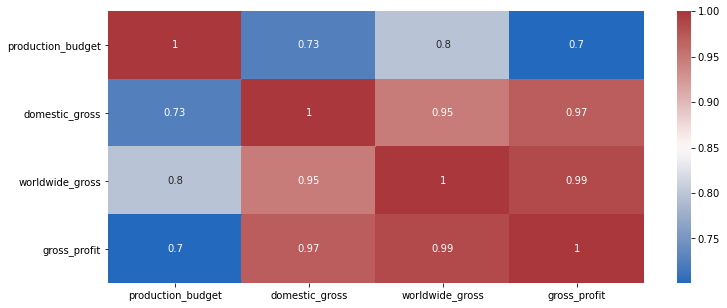 production_budget 1 0.73 0.8 0.7
domestic_gross 0.73 1 0.95 0.97
worldwide_gross 0.8 0.95 1 0.99
gross_profit 0.7 0.97 0.99 1
production_budget domestic_gross worldwide_gross gross_profit
1.00
0.95
0.90
0.85
0.80
0.75